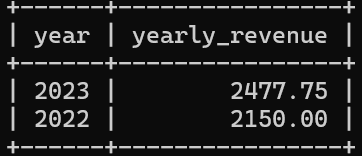 +------+----------------+
| year | yearly_revenue |
+------+----------------+
| 2023 |        2477.75 |
| 2022 |        2150.00 |
+------+----------------+